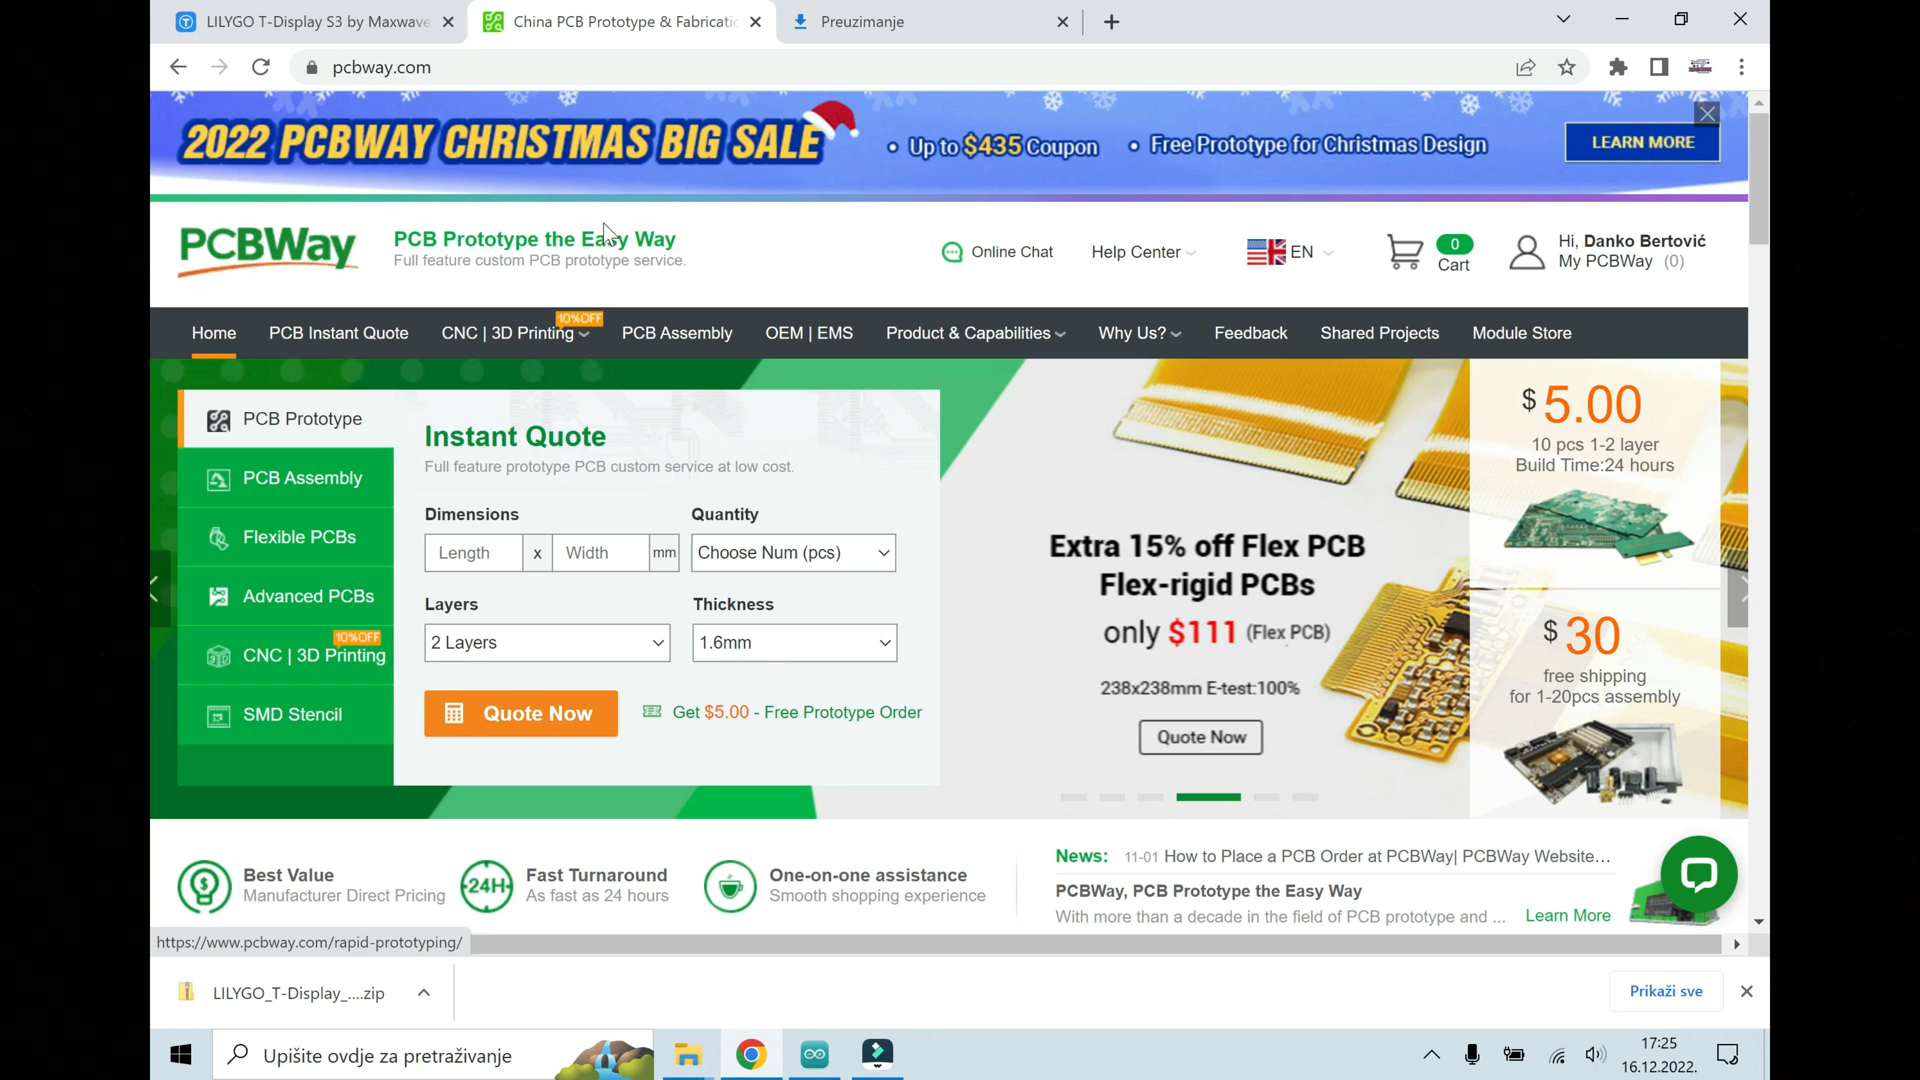 LILYGO T-Display S3 by Maxwave
China PCB Prototype & Fabricatio
Preuzimanje
pcbway.com
2022 PCBWAY CHRISTMAS BIG SALE
• Up to $435 Coupon
• Free Prototype for Christmas Design
LEARN MORE
PCBWay
PCB Prototype the Easy Way
Full feature custom PCB prototype service.
Online Chat
Help Center
EN
0
Cart
Hi, Danko Bertović
My PCBWay (0)
Home
PCB Instant Quote
CNC | 3D Printing
10%OFF
PCB Assembly
OEM | EMS
Product & Capabilities
Why Us?
Feedback
Shared Projects
Module Store
PCB Prototype
PCB Assembly
Flexible PCBs
Advanced PCBs
10%OFF
CNC | 3D Printing
SMD Stencil
Instant Quote
Full feature prototype PCB custom service at low cost.
Dimensions
Quantity
Length x Width mm
Choose Num (pcs)
Layers
Thickness
2 Layers
1.6mm
Quote Now
Get $5.00 - Free Prototype Order
Extra 15% off Flex PCB
Flex-rigid PCBs
only $111 (Flex PCB)
238x238mm E-test:100%
Quote Now
$5.00
10 pcs 1-2 layer
Build Time:24 hours
$30
free shipping
for 1-20pcs assembly
Best Value
Manufacturer Direct Pricing
24H
Fast Turnaround
As fast as 24 hours
One-on-one assistance
Smooth shopping experience
News: 11-01 How to Place a PCB Order at PCBWay| PCBWay Website...
PCBWay, PCB Prototype the Easy Way
With more than a decade in the field of PCB prototype and ... Learn More
https://www.pcbway.com/rapid-prototyping/
LILYGO_T-Display_....zip
Prikaži sve
Upišite ovdje za pretraživanje
17:25
16.12.2022.